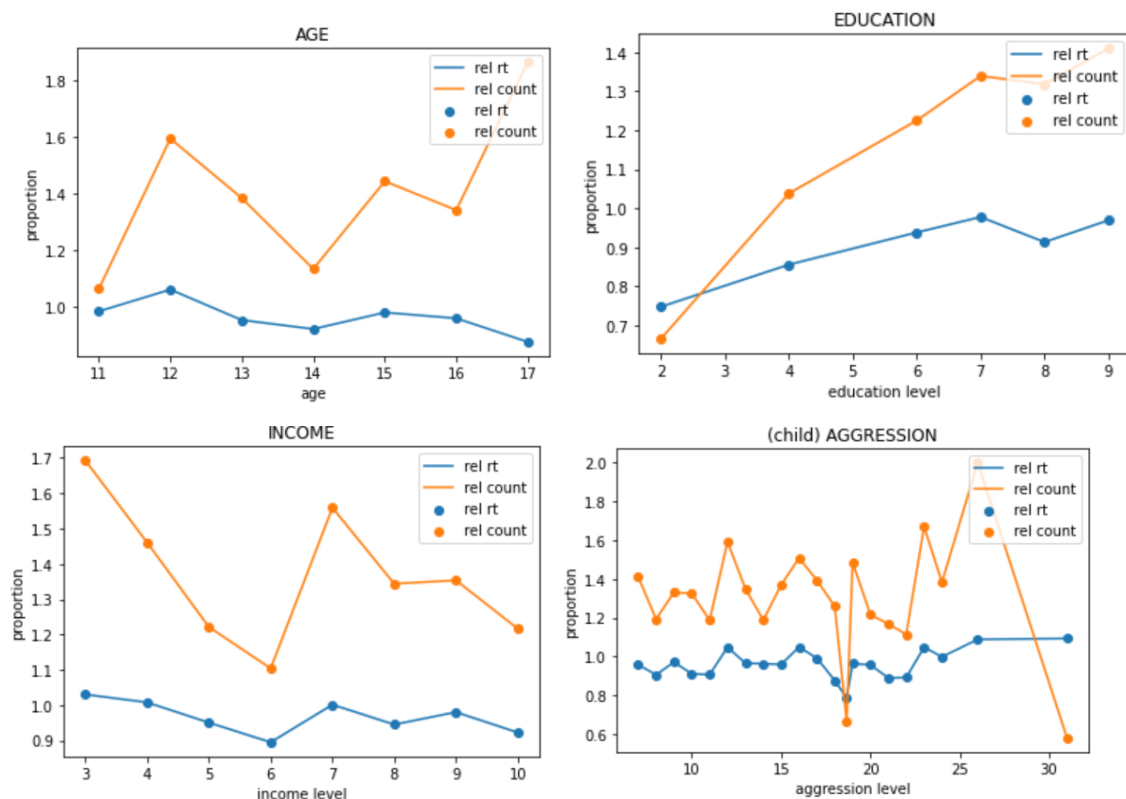 AGE
rel rt
rel count
rel rt
rel count
proportion
1.8
1.6
1.4
1.2
1.0
11 12 13 14 15 16 17
age
EDUCATION
rel rt
rel count
rel rt
rel count
proportion
1.4
1.3
1.2
1.1
1.0
0.9
0.8
0.7
2 3 4 5 6 7 8 9
education level
INCOME
rel rt
rel count
rel rt
rel count
proportion
1.7
1.6
1.5
1.4
1.3
1.2
1.1
1.0
0.9
3 4 5 6 7 8 9 10
income level
(child) AGGRESSION
rel rt
rel count
rel rt
rel count
proportion
2.0
1.8
1.6
1.4
1.2
1.0
0.8
0.6
10 15 20 25 30
aggression level